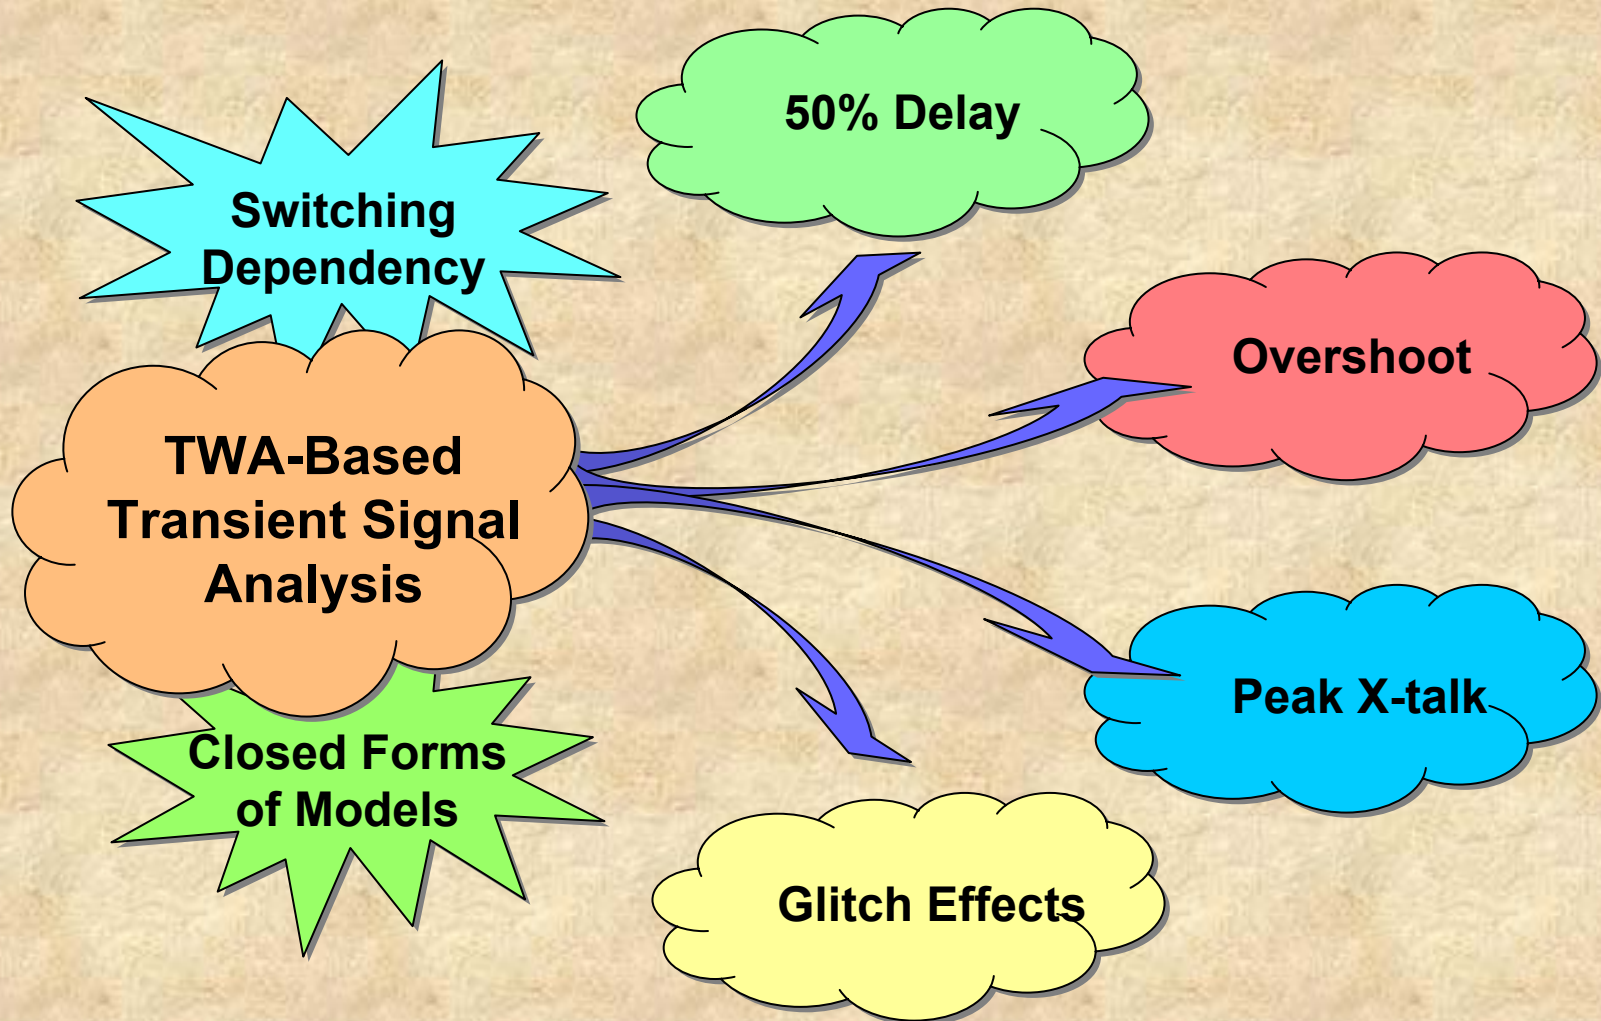 50% Delay
Switching
Dependency
Overshoot
TWA-Based
Transient Signal
Analysis
Peak X-talk
Closed Forms
of Models
Glitch Effects